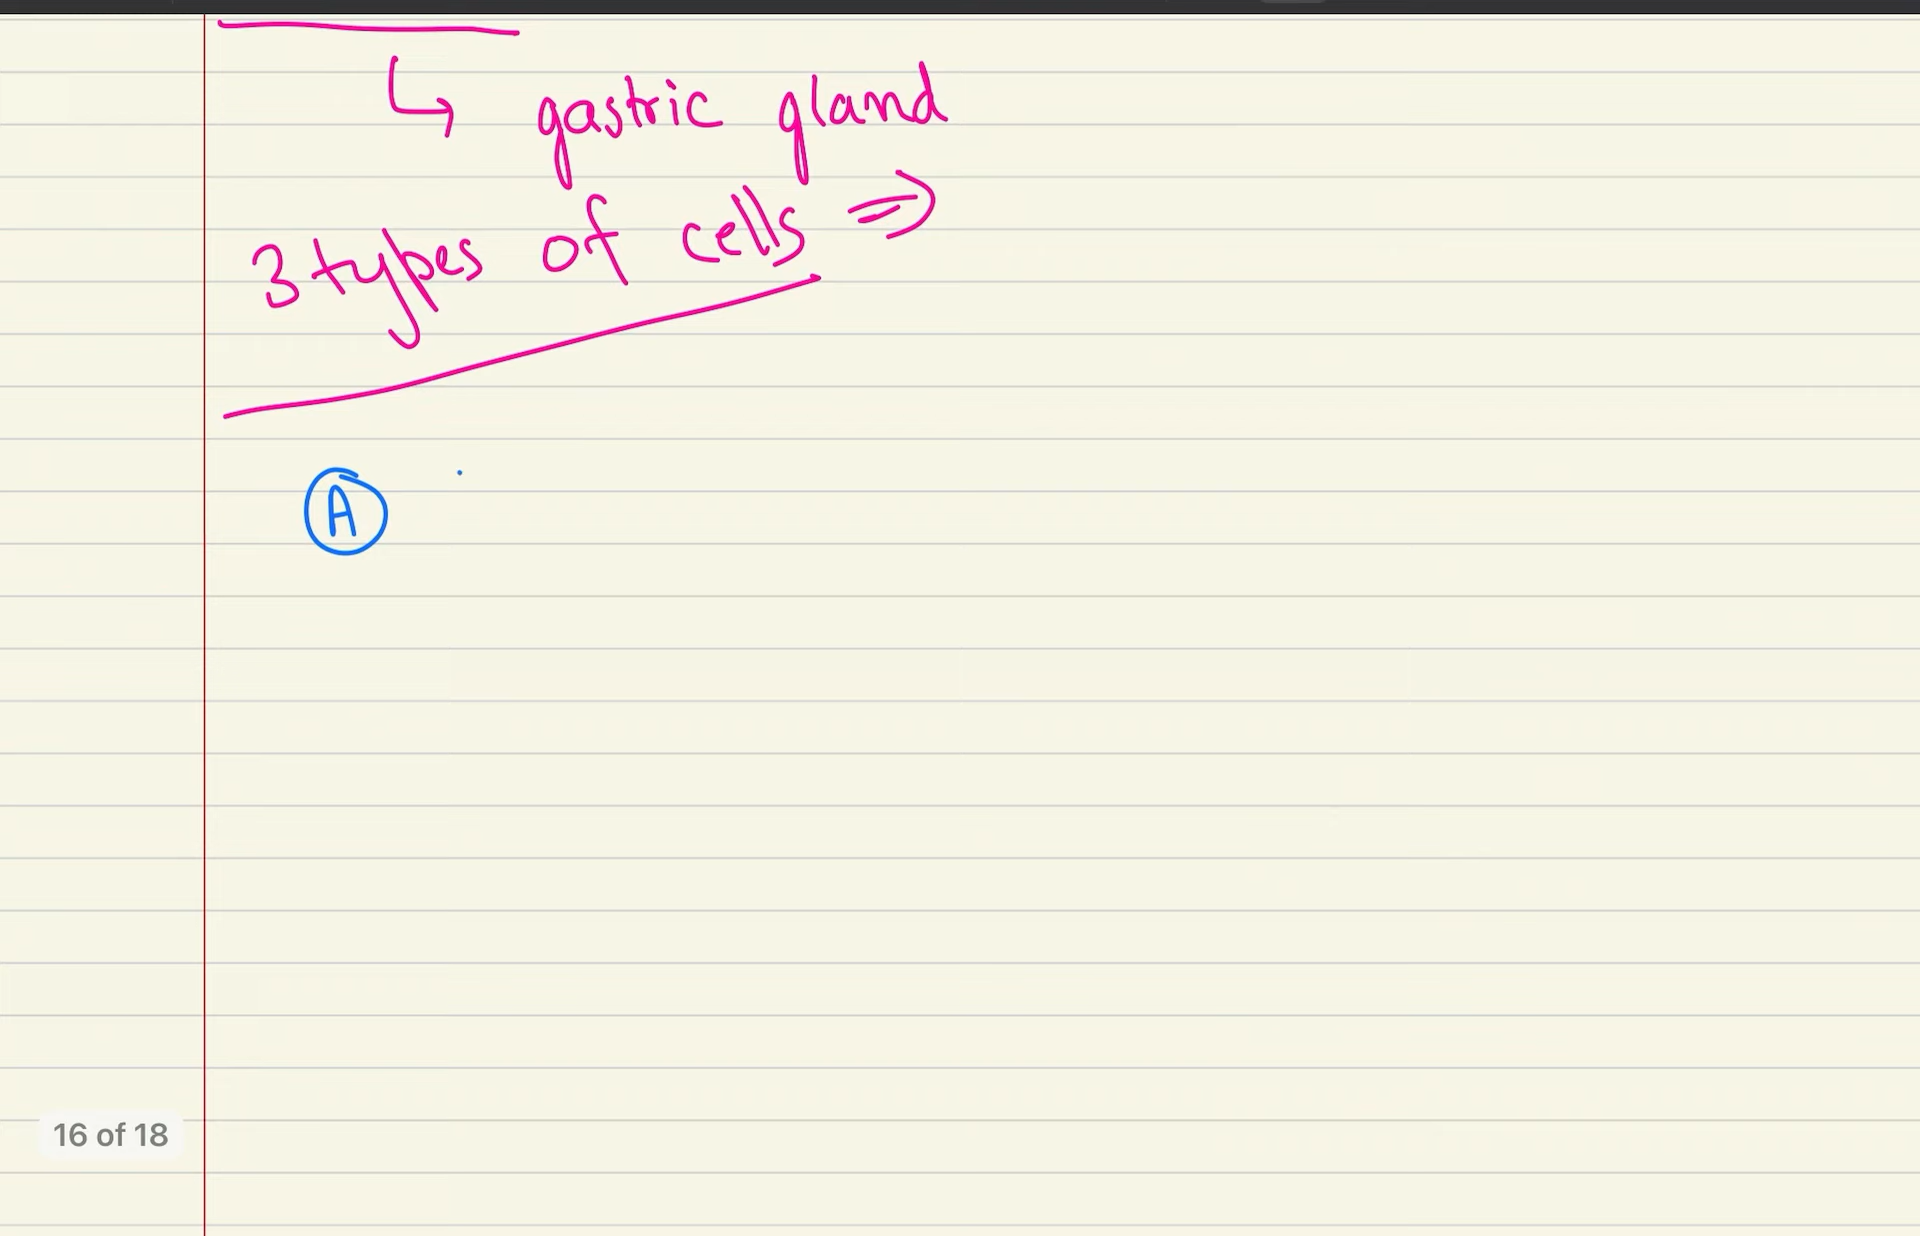 ↳ gastric gland
3 types of cells ⇒
A
16 of 18